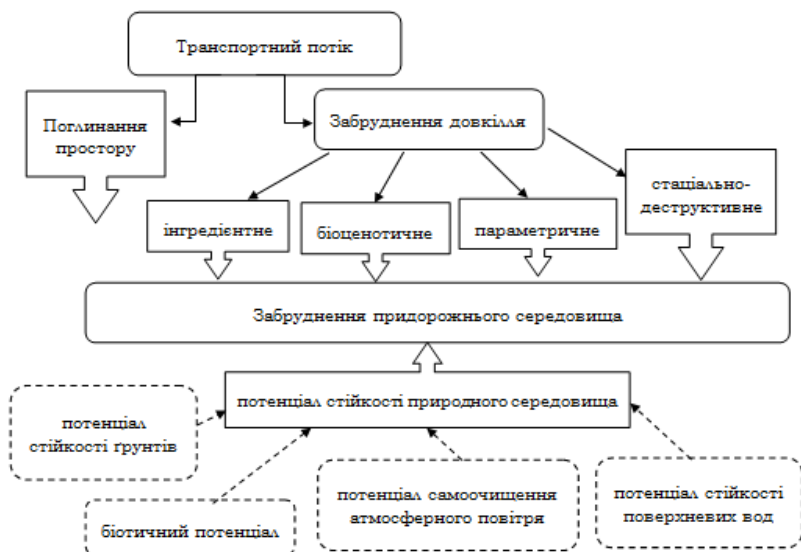 Транспортний потік
Поглинання
простору
Забруднення довкілля
стаціально-
деструктивне
інгредієнтне
біоценотичне
параметричне
Забруднення придорожнього середовища
потенціал стійкості природного середовища
потенціал
стійкості ґрунтів
біотичний потенціал
потенціал самоочищення
атмосферного повітря
потенціал стійкості
поверхневих вод